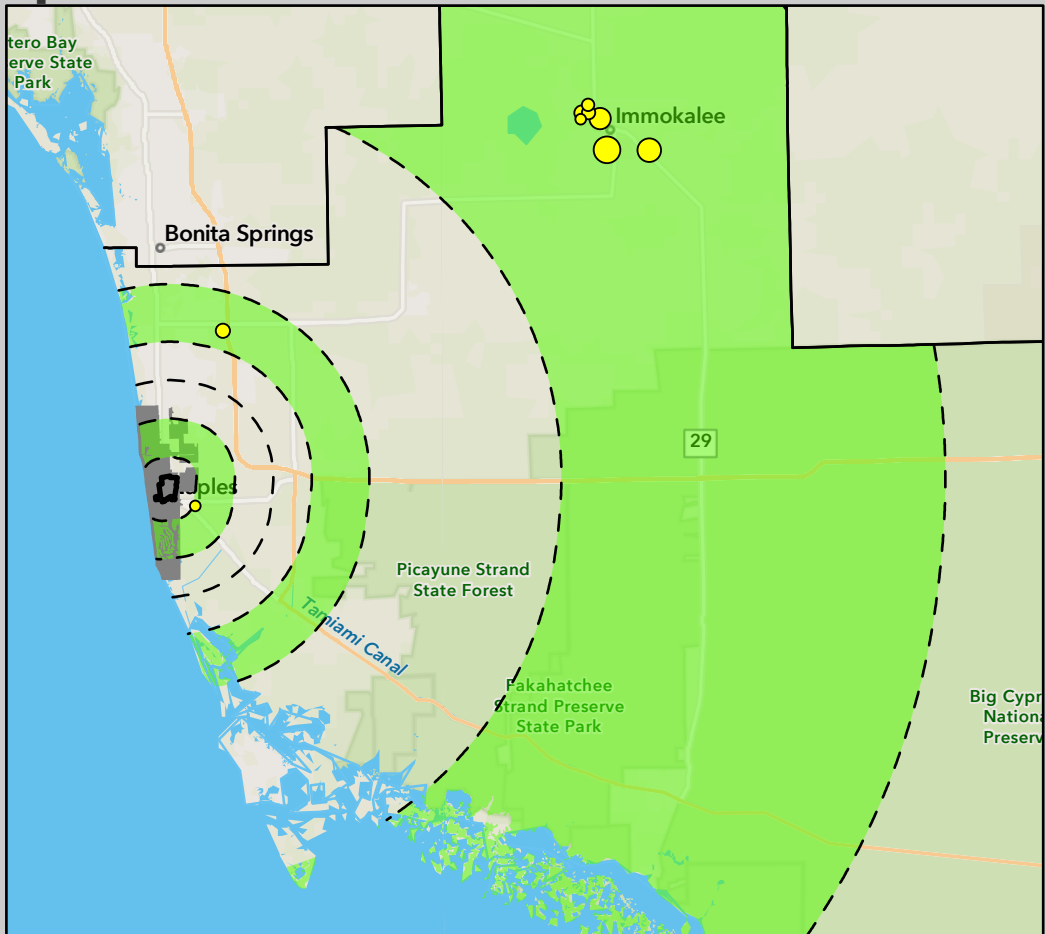 tero Bay
erve State
Park
Immokalee
Bonita Springs
29
ples
Picayune Strand
State Forest
Tamiami Canal
Fakahatchee
Strand Preserve
State Park
Big Cypr
Nationa
Preserv